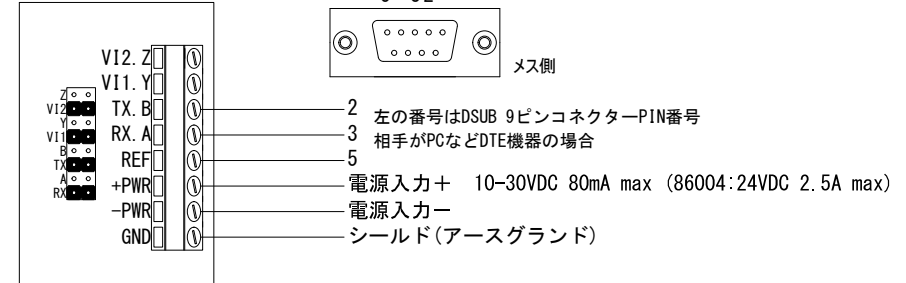 メス側
VI2.Z
VI1.Y
TX.B
RX.A
REF
+PWR
-PWR
GND
Z
VI2
Y
VI1
B
TX
A
RX
2
3
5
左の番号はDSUB 9ピンコネクターPIN番号
相手がPCなどDTE機器の場合
電源入力+ 10-30VDC 80mA max (86004:24VDC 2.5A max)
電源入力ー
シールド(アースグランド)